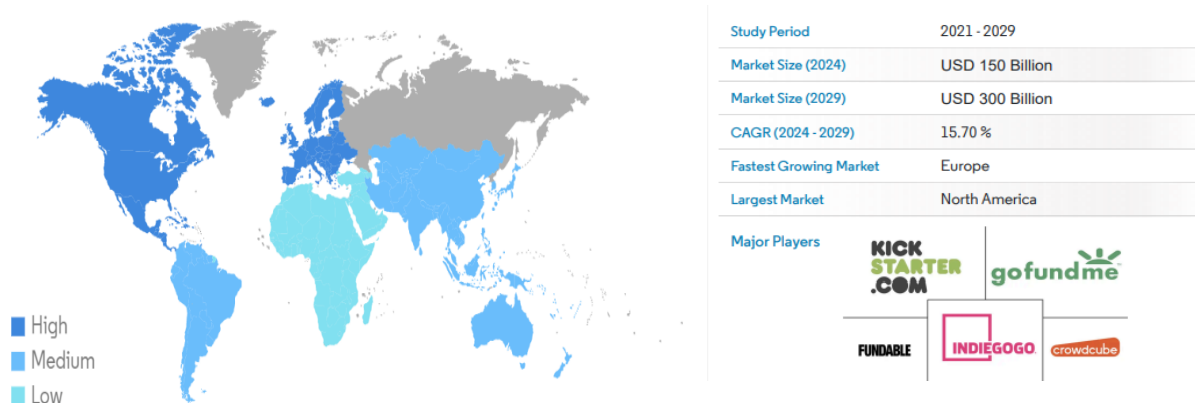 High
Medium
Low
Study Period 2021 - 2029
Market Size (2024) USD 150 Billion
Market Size (2029) USD 300 Billion
CAGR (2024 - 2029) 15.70 %
Fastest Growing Market Europe
Largest Market North America
Major Players
KICK
STARTER
.COM
gofundme
FUNDABLE
INDIEGOGO
crowdcube